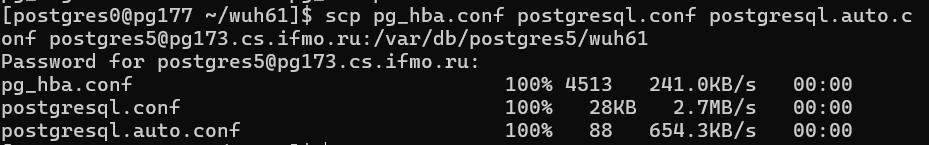 [postgres0@pg177 ~/wuh61]$ scp pg_hba.conf postgresql.conf postgresql.auto.c
onf postgres5@pg173.cs.ifmo.ru:/var/db/postgres5/wuh61
Password for postgres5@pg173.cs.ifmo.ru:
pg_hba.conf 100% 4513 241.0KB/s 00:00
postgresql.conf 100% 28KB 2.7MB/s 00:00
postgresql.auto.conf 100% 88 654.3KB/s 00:00